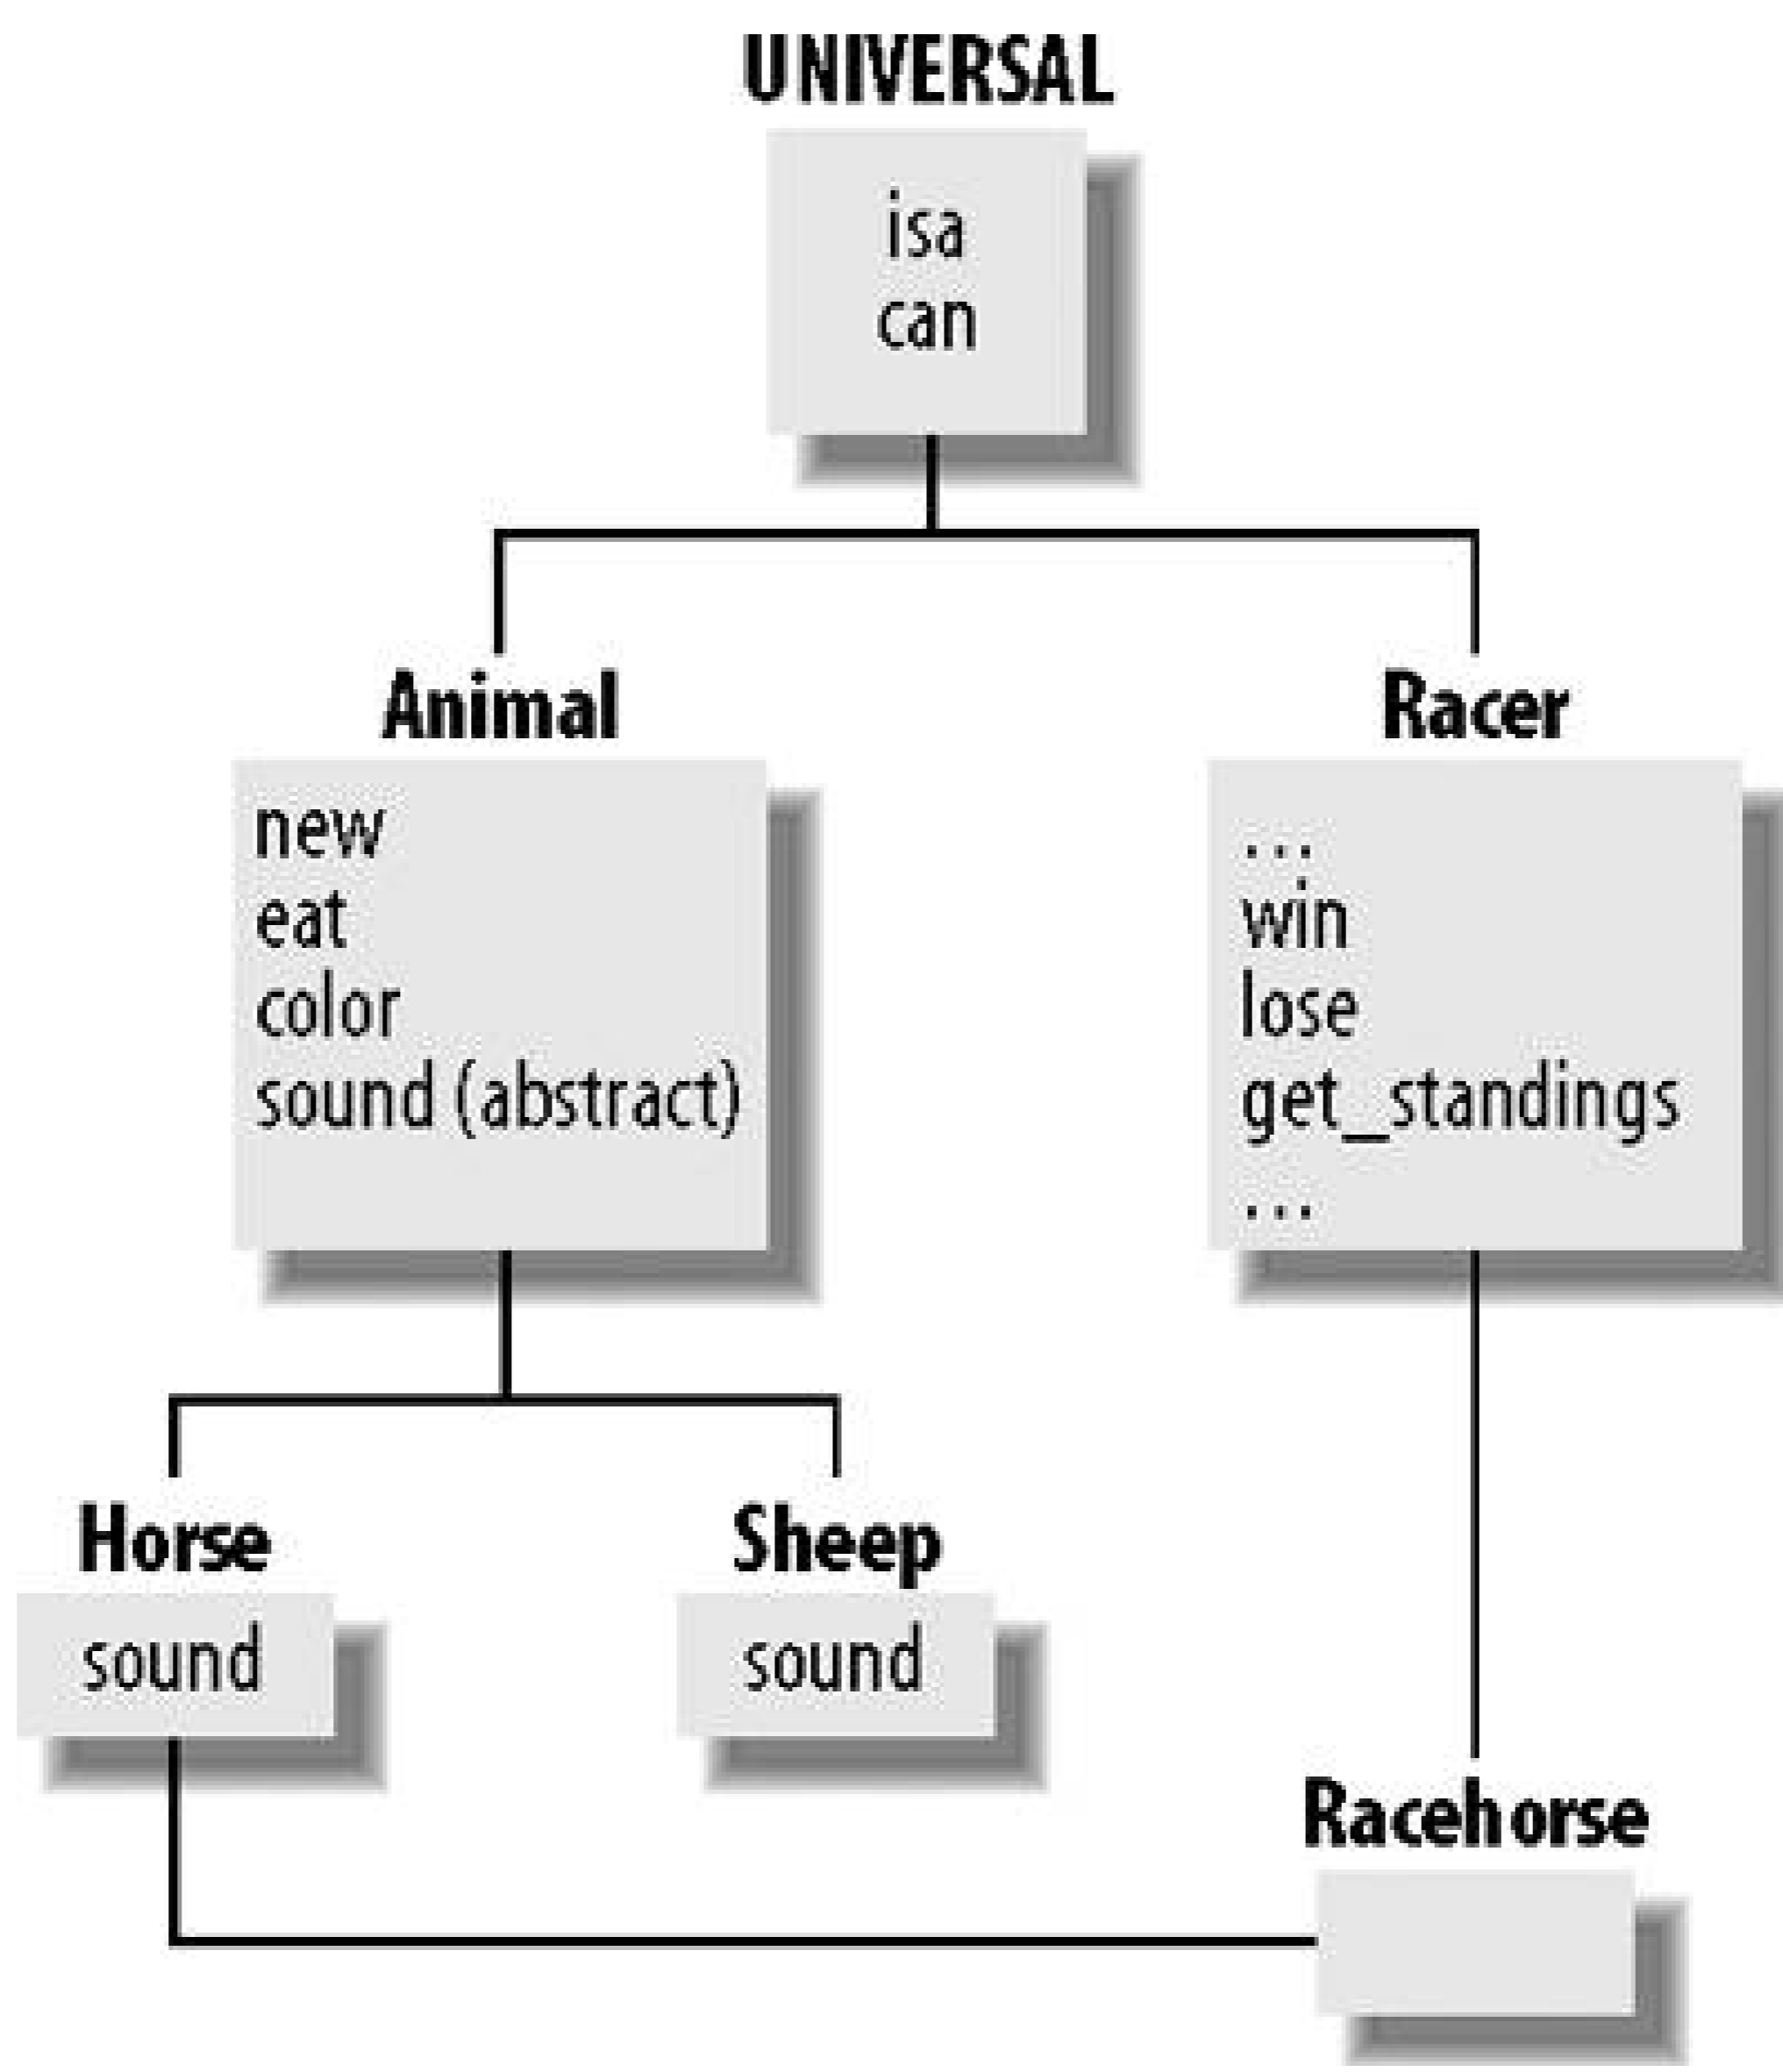 UNIVERSAL
isa
can
Animal
new
eat
color
sound (abstract)
Racer
...
win
lose
get_standings
...
Horse
sound
Sheep
sound
Racehorse